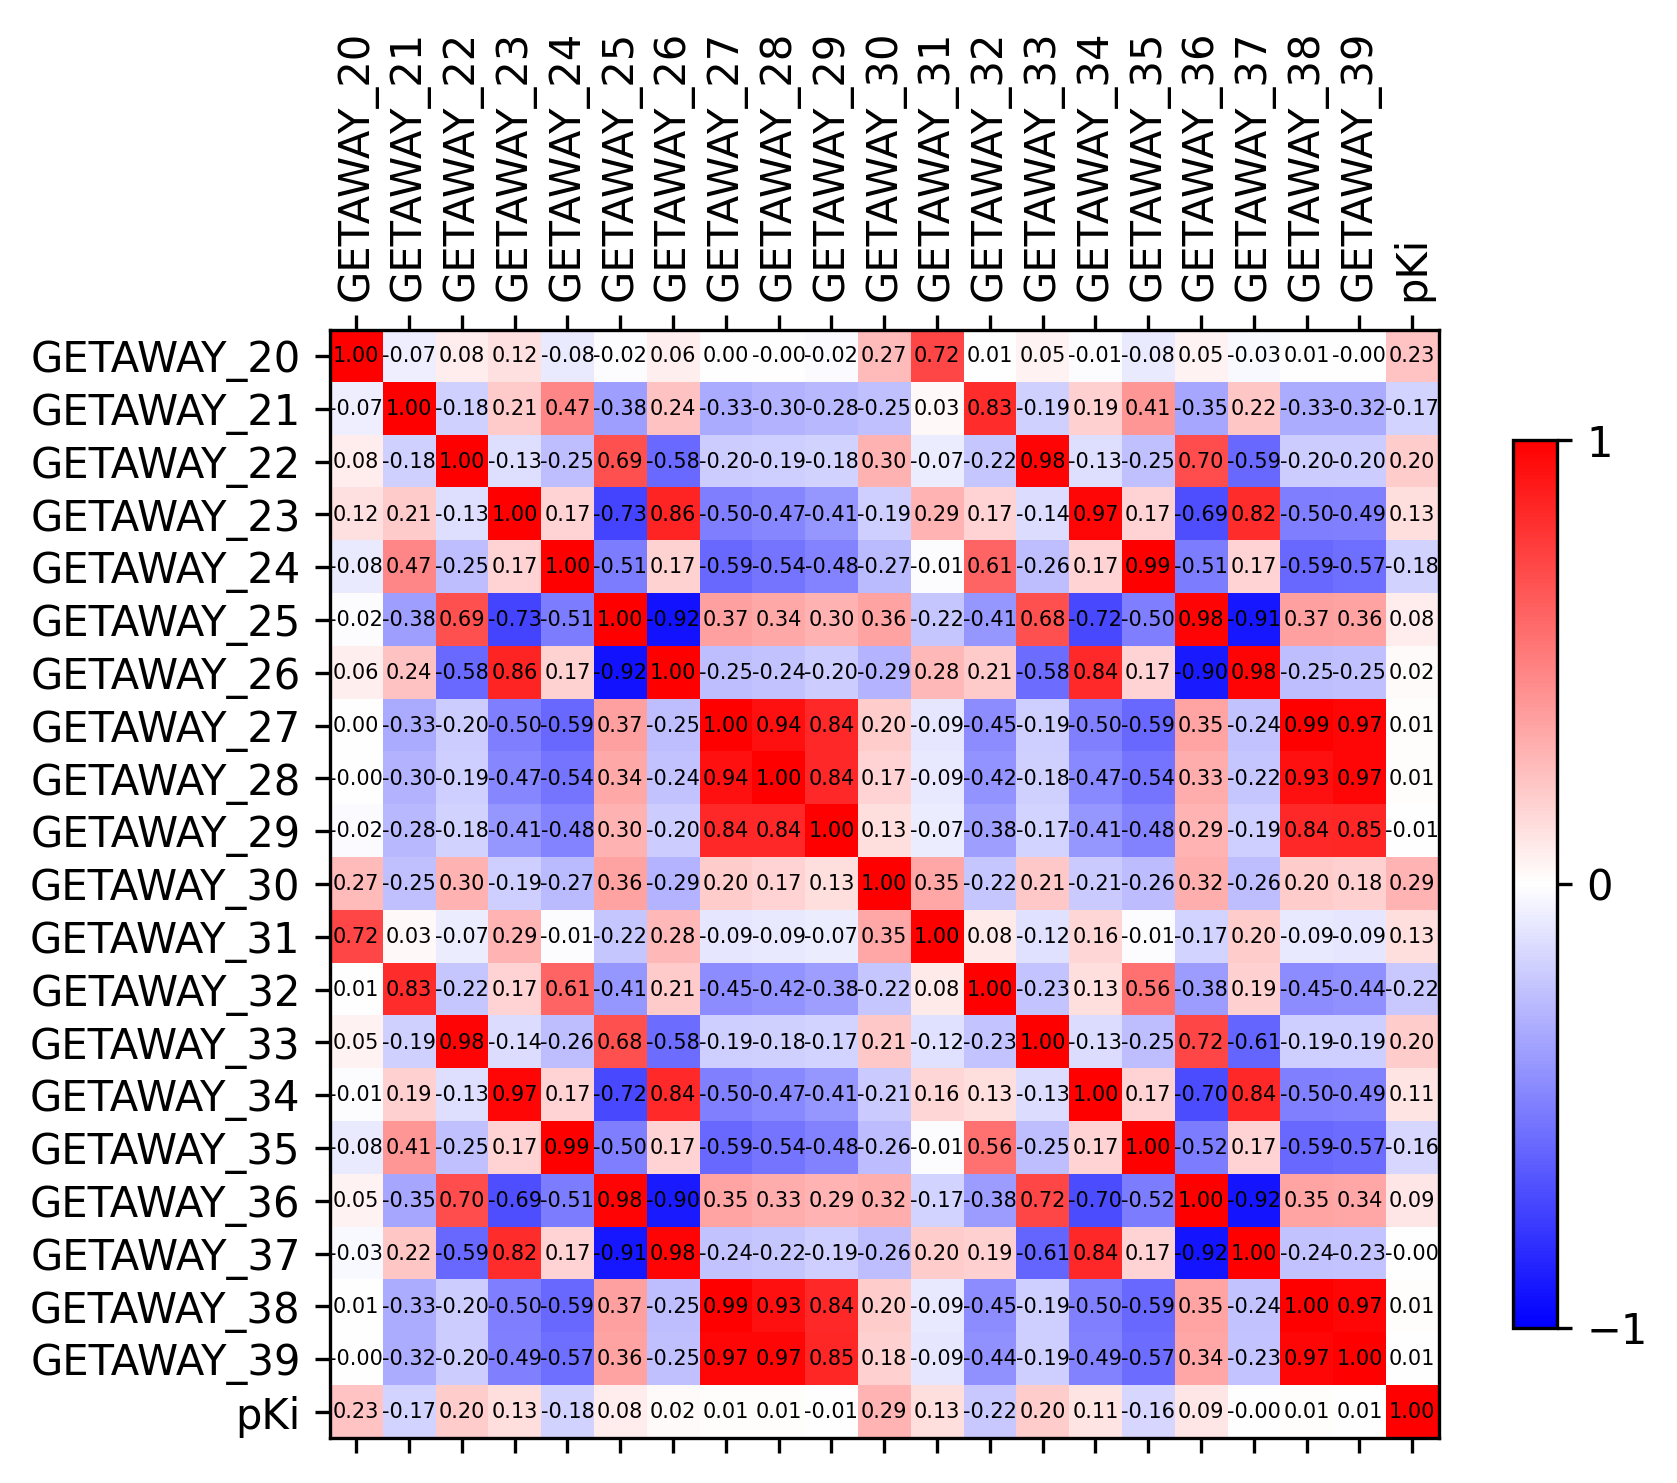 GETAWAY_20 GETAWAY_21 GETAWAY_22 GETAWAY_23 GETAWAY_24 GETAWAY_25 GETAWAY_26 GETAWAY_27 GETAWAY_28 GETAWAY_29 GETAWAY_30 GETAWAY_31 GETAWAY_32 GETAWAY_33 GETAWAY_34 GETAWAY_35 GETAWAY_36 GETAWAY_37 GETAWAY_38 GETAWAY_39 pKi
GETAWAY_20 1.00 -0.07 0.08 0.12 -0.08 -0.02 0.06 0.00 -0.00 -0.02 0.27 0.72 0.01 0.05 -0.01 -0.08 0.05 -0.03 0.01 -0.00 0.23
GETAWAY_21 -0.07 1.00 -0.18 0.21 0.47 -0.38 0.24 -0.33 -0.30 -0.28 -0.25 0.03 0.83 -0.19 0.19 0.41 -0.35 0.22 -0.33 -0.32 -0.17
GETAWAY_22 0.08 -0.18 1.00 -0.13 -0.25 0.69 -0.58 -0.20 -0.19 -0.18 0.30 -0.07 -0.22 0.98 -0.13 -0.25 0.70 -0.59 -0.20 -0.20 0.20
GETAWAY_23 0.12 0.21 -0.13 1.00 0.17 -0.73 0.86 -0.50 -0.47 -0.41 -0.19 0.29 0.17 -0.14 0.97 0.17 -0.69 0.82 -0.50 -0.49 0.13
GETAWAY_24 -0.08 0.47 -0.25 0.17 1.00 -0.51 0.17 -0.59 -0.54 -0.48 -0.27 -0.01 0.61 -0.26 0.17 0.99 -0.51 0.17 -0.59 -0.57 -0.18
GETAWAY_25 -0.02 -0.38 0.69 -0.73 -0.51 1.00 -0.92 0.37 0.34 0.30 0.36 -0.22 -0.41 0.68 -0.72 -0.50 0.98 -0.91 0.37 0.36 0.08
GETAWAY_26 0.06 0.24 -0.58 0.86 0.17 -0.92 1.00 -0.25 -0.24 -0.20 -0.29 0.28 0.21 -0.58 0.84 0.17 -0.90 0.98 -0.25 -0.25 0.02
GETAWAY_27 0.00 -0.33 -0.20 -0.50 -0.59 0.37 -0.25 1.00 0.94 0.84 0.20 -0.09 -0.45 -0.19 -0.50 -0.59 0.35 -0.24 0.99 0.97 0.01
GETAWAY_28 -0.00 -0.30 -0.19 -0.47 -0.54 0.34 -0.24 0.94 1.00 0.84 0.17 -0.09 -0.42 -0.18 -0.47 -0.54 0.33 -0.22 0.93 0.97 0.01
GETAWAY_29 -0.02 -0.28 -0.18 -0.41 -0.48 0.30 -0.20 0.84 0.84 1.00 0.13 -0.07 -0.38 -0.17 -0.41 -0.48 0.29 -0.19 0.84 0.85 -0.01
GETAWAY_30 0.27 -0.25 0.30 -0.19 -0.27 0.36 -0.29 0.20 0.17 0.13 1.00 0.35 -0.22 0.21 -0.21 -0.26 0.32 -0.26 0.20 0.18 0.29
GETAWAY_31 0.72 0.03 -0.07 0.29 -0.01 -0.22 0.28 -0.09 -0.09 -0.07 0.35 1.00 0.08 -0.12 0.16 -0.01 -0.17 0.20 -0.09 -0.09 0.13
GETAWAY_32 0.01 0.83 -0.22 0.17 0.61 -0.41 0.21 -0.45 -0.42 -0.38 -0.22 0.08 1.00 -0.23 0.13 0.56 -0.38 0.19 -0.45 -0.44 -0.22
GETAWAY_33 0.05 -0.19 0.98 -0.14 -0.26 0.68 -0.58 -0.19 -0.18 -0.17 0.21 -0.12 -0.23 1.00 -0.13 -0.25 0.72 -0.61 -0.19 -0.19 0.20
GETAWAY_34 -0.01 0.19 -0.13 0.97 0.17 -0.72 0.84 -0.50 -0.47 -0.41 -0.21 0.16 0.13 -0.13 1.00 0.17 -0.70 0.84 -0.50 -0.49 0.11
GETAWAY_35 -0.08 0.41 -0.25 0.17 0.99 -0.50 0.17 -0.59 -0.54 -0.48 -0.26 -0.01 0.56 -0.25 0.17 1.00 -0.52 0.17 -0.59 -0.57 -0.16
GETAWAY_36 0.05 -0.35 0.70 -0.69 -0.51 0.98 -0.90 0.35 0.33 0.29 0.32 -0.17 -0.38 0.72 -0.70 -0.52 1.00 -0.92 0.35 0.34 0.09
GETAWAY_37 -0.03 0.22 -0.59 0.82 0.17 -0.91 0.98 -0.24 -0.22 -0.19 -0.26 0.20 0.19 -0.61 0.84 0.17 -0.92 1.00 -0.24 -0.23 -0.00
GETAWAY_38 0.01 -0.33 -0.20 -0.50 -0.59 0.37 -0.25 0.99 0.93 0.84 0.20 -0.09 -0.45 -0.19 -0.50 -0.59 0.35 -0.24 1.00 0.97 0.01
GETAWAY_39 -0.00 -0.32 -0.20 -0.49 -0.57 0.36 -0.25 0.97 0.97 0.85 0.18 -0.09 -0.44 -0.19 -0.49 -0.57 0.34 -0.23 0.97 1.00 0.01
pKi 0.23 -0.17 0.20 0.13 -0.18 0.08 0.02 0.01 0.01 -0.01 0.29 0.13 -0.22 0.20 0.11 -0.16 0.09 -0.00 0.01 0.01 1.00
1
0
−1